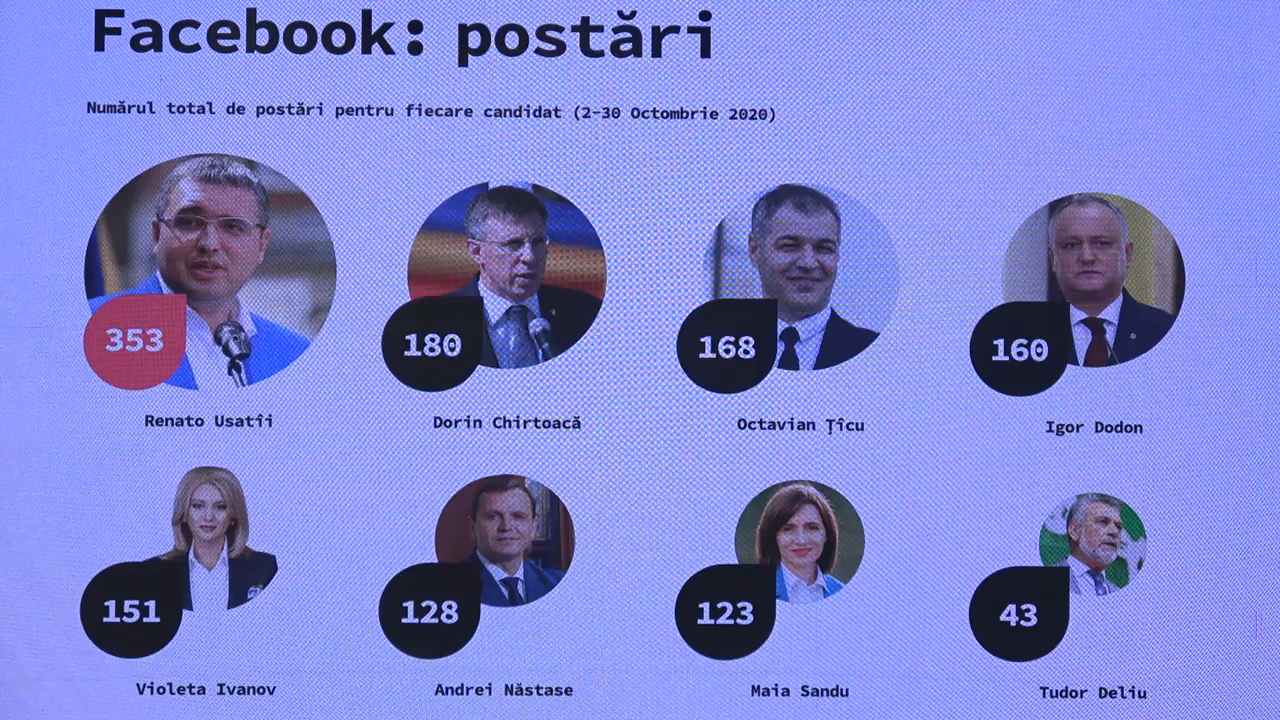 Facebook: postări
Numărul total de postări pentru fiecare candidat (2-30 Octombrie 2020)
353
180
168
160
Renato Usatîi
Dorin Chirtoacă
Octavian Țîcu
Igor Dodon
151
128
123
43
Violeta Ivanov
Andrei Năstase
Maia Sandu
Tudor Deliu